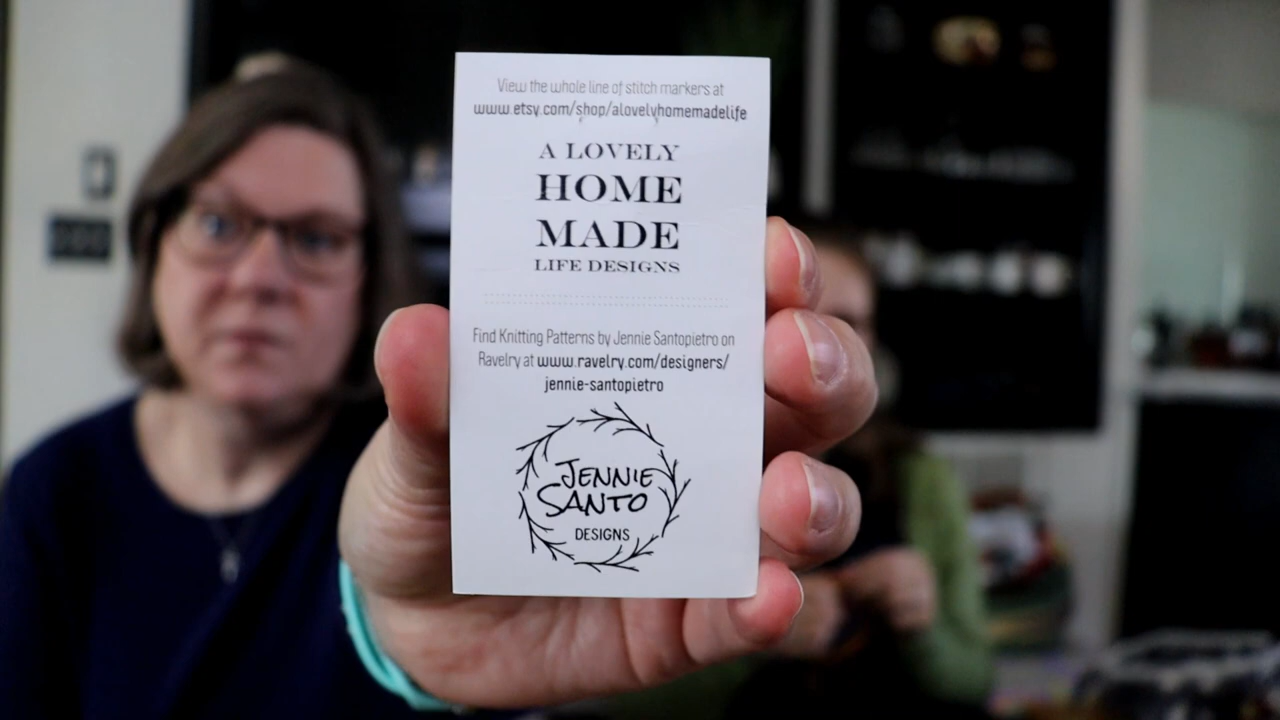 View the whole line of stitch markers at
www.etsy.com/shop/alovelyhomemadelife
A LOVELY
HOME
MADE
LIFE DESIGNS
Find Knitting Patterns by Jennie Santopietro on
Ravelry at www.ravelry.com/designers/
jennie-santopietro
JENNIE
SANTO
DESIGNS